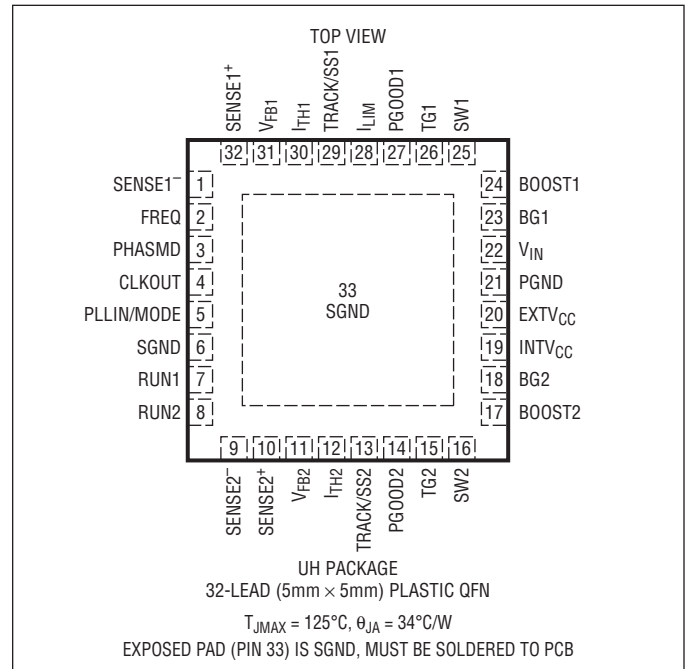 TOP VIEW
SENSE1+
VFB1
ITH1
TRACK/SS1
ILIM
PGOOD1
TG1
SW1
32 31 30 29 28 27 26 25
SENSE1– 1
FREQ 2
PHASMD 3
CLKOUT 4
PLLIN/MODE 5
SGND 6
RUN1 7
RUN2 8
33
SGND
24 BOOST1
23 BG1
22 VIN
21 PGND
20 EXTVCC
19 INTVCC
18 BG2
17 BOOST2
9 10 11 12 13 14 15 16
SENSE2–
SENSE2+
VFB2
ITH2
TRACK/SS2
PGOOD2
TG2
SW2
UH PACKAGE
32-LEAD (5mm × 5mm) PLASTIC QFN
TJMAX = 125°C, θJA = 34°C/W
EXPOSED PAD (PIN 33) IS SGND, MUST BE SOLDERED TO PCB